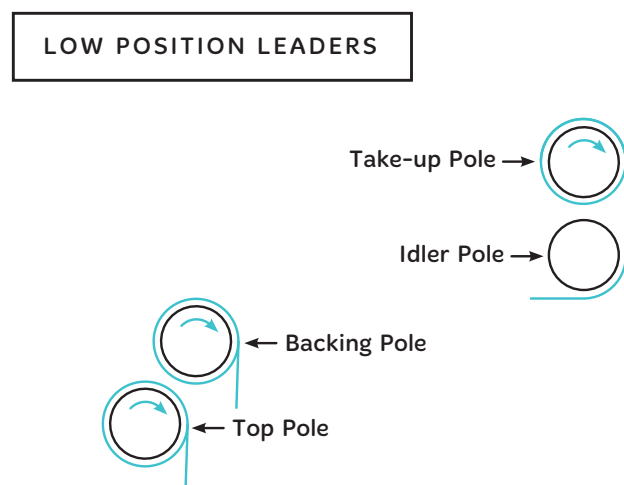 LOW POSITION LEADERS
Take-up Pole
Idler Pole
Backing Pole
Top Pole